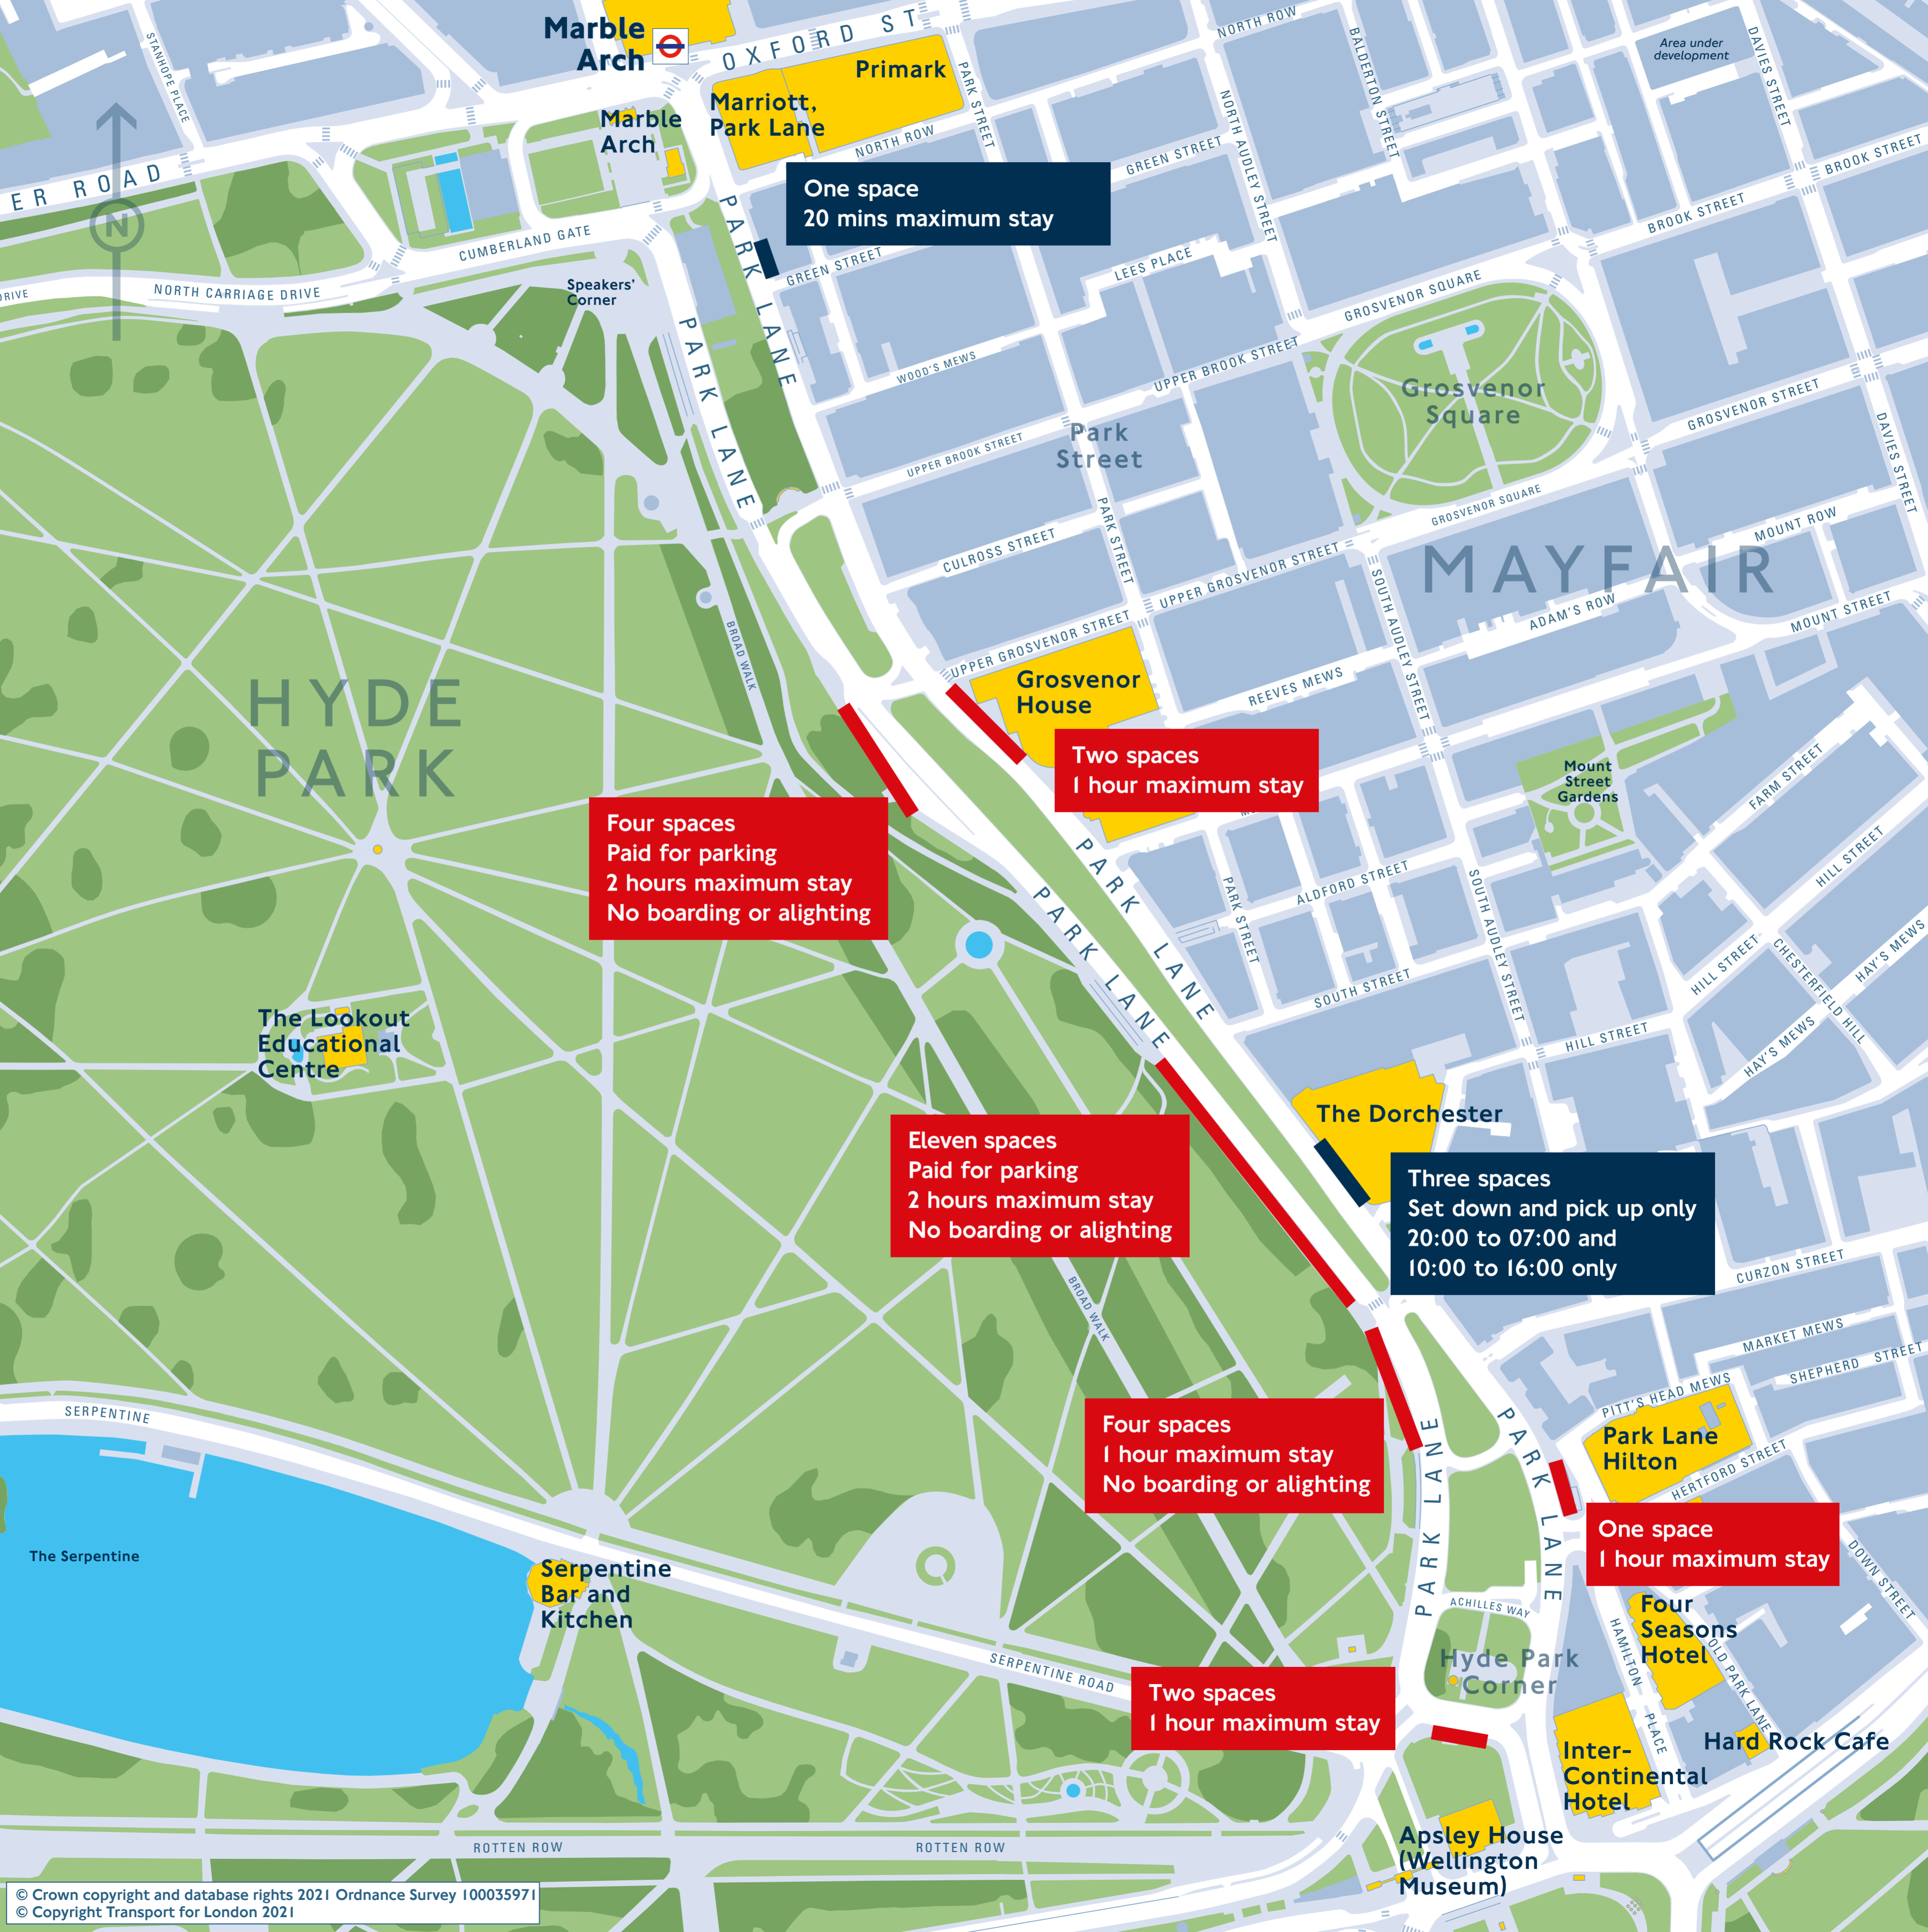 Marble
Arch
OXFORD ST
Primark
Marriott,
Park Lane
Marble
Arch
STANHOPE PLACE
PARK STREET
NORTH ROW
NORTH ROW
BALDERTON STREET
Area under
development
DAVIES STREET
NORTH AUDLEY STREET
GREEN STREET
BROOK STREET
BROOK STREET
ER ROAD
N
One space
20 mins maximum stay
CUMBERLAND GATE
NORTH CARRIAGE DRIVE
DRIVE
Speakers'
Corner
PARK LANE
PARK LANE
GREEN STREET
LEES PLACE
GROSVENOR SQUARE
WOOD'S MEWS
UPPER BROOK STREET
UPPER BROOK STREET
Grosvenor
Square
GROSVENOR STREET
DAVIES STREET
Park
Street
PARK STREET
GROSVENOR SQUARE
MOUNT ROW
CULROSS STREET
UPPER GROSVENOR STREET
UPPER GROSVENOR STREET
SOUTH AUDLEY STREET
MAYFAIR
ADAM'S ROW
MOUNT STREET
BROAD WALK
HYDE
PARK
Grosvenor
House
REEVES MEWS
Two spaces
1 hour maximum stay
Mount
Street
Gardens
FARM STREET
HILL STREET
Four spaces
Paid for parking
2 hours maximum stay
No boarding or alighting
PARK LANE
PARK LANE
PARK STREET
ALDFORD STREET
SOUTH AUDLEY STREET
SOUTH STREET
HILL STREET
CHESTERFIELD HILL
HAY'S MEWS
HAY'S MEWS
HILL STREET
The Lookout
Educational
Centre
The Dorchester
Eleven spaces
Paid for parking
2 hours maximum stay
No boarding or alighting
Three spaces
Set down and pick up only
20:00 to 07:00 and
10:00 to 16:00 only
CURZON STREET
BROAD WALK
MARKET MEWS
SHEPHERD STREET
PITT'S HEAD MEWS
SERPENTINE
Four spaces
1 hour maximum stay
No boarding or alighting
PARK LANE
PARK LANE
Park Lane
Hilton
HERTFORD STREET
One space
1 hour maximum stay
DOWN STREET
The Serpentine
Serpentine
Bar and
Kitchen
SERPENTINE ROAD
ACHILLES WAY
Hyde Park
Corner
HAMILTON PLACE
Four
Seasons
Hotel
OLD PARK LANE
Two spaces
1 hour maximum stay
Hard Rock Cafe
Inter-
Continental
Hotel
Apsley House
(Wellington
Museum)
ROTTEN ROW
ROTTEN ROW
© Crown copyright and database rights 2021 Ordnance Survey 100035971
© Copyright Transport for London 2021